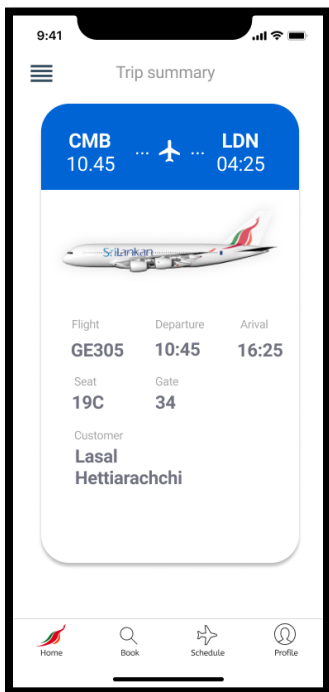 9:41
Trip summary
CMB ... ... LDN
10.45 04:25
SriLankan
Flight Departure Arival
GE305 10:45 16:25
Seat Gate
19C 34
Customer
Lasal
Hettiarachchi
Home Book Schedule Profile